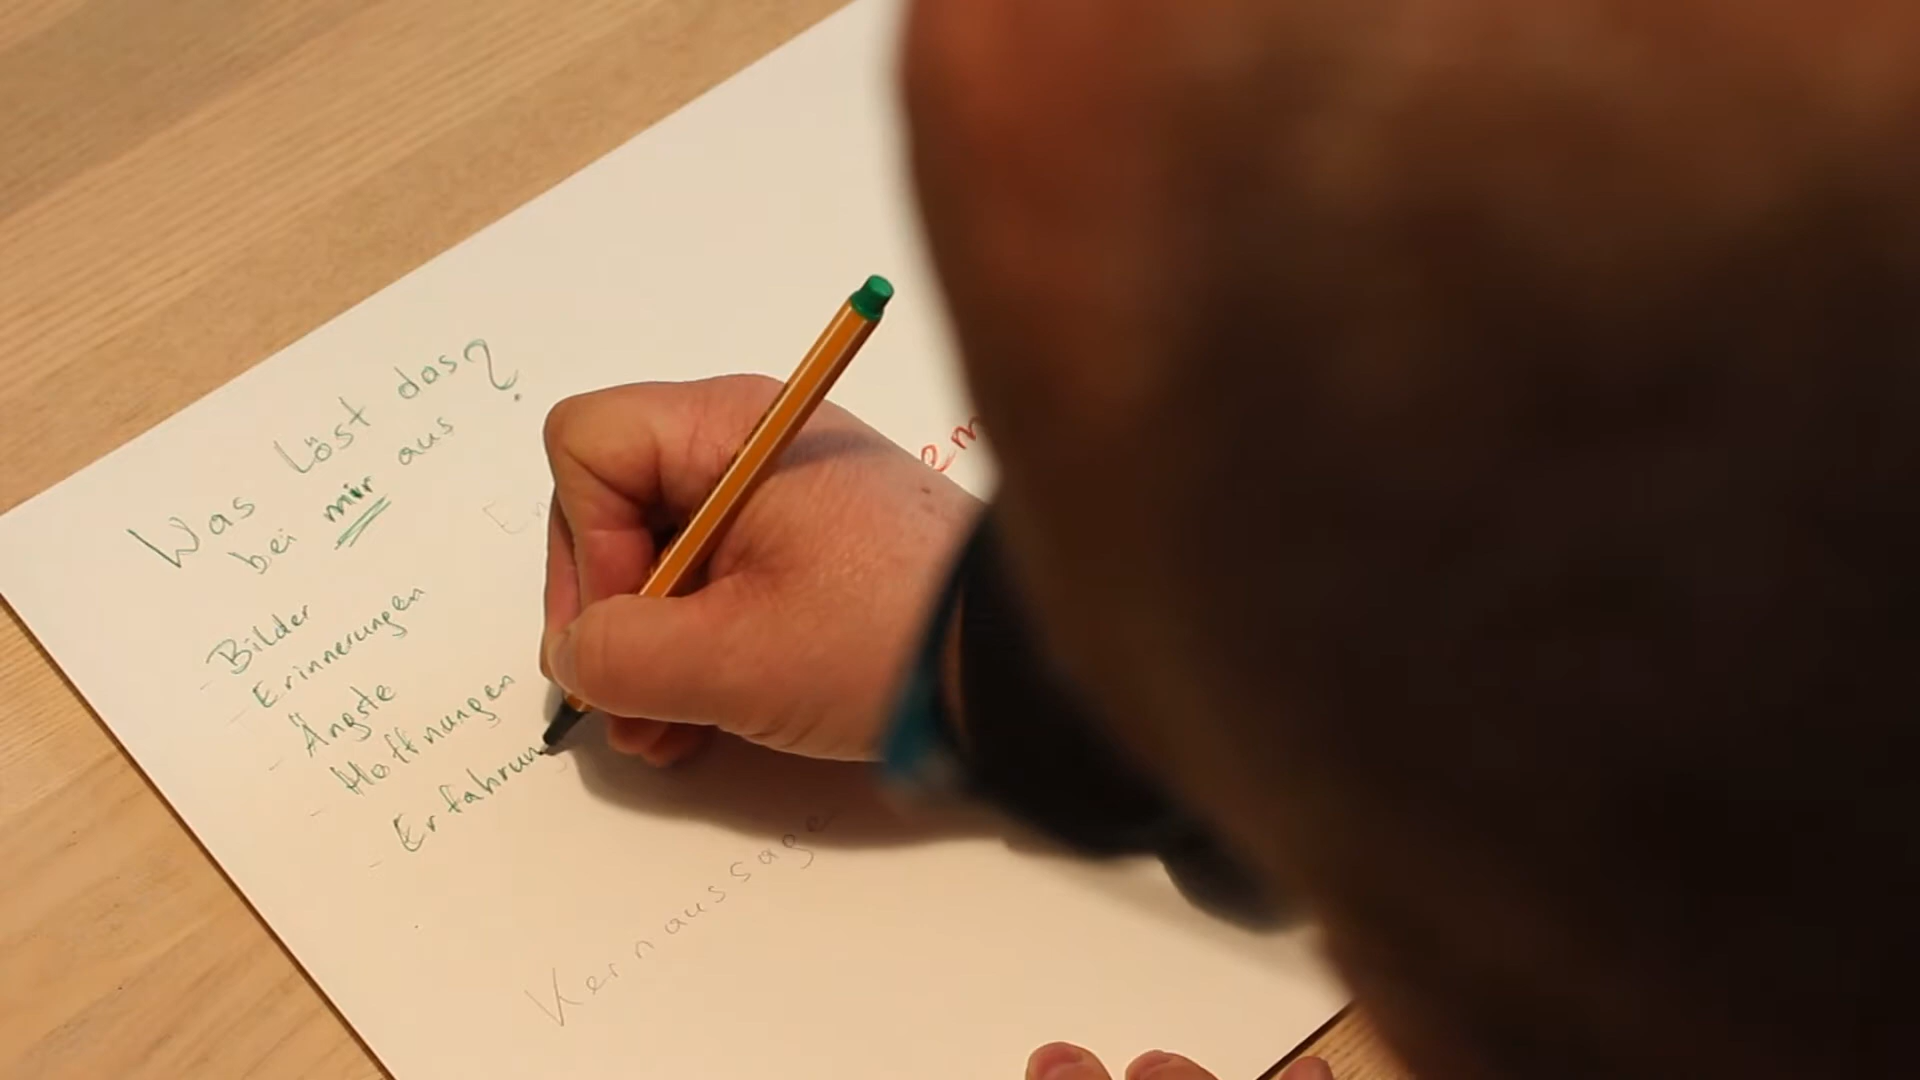 Was löst das
bei mir aus?
- Bilder
- Erinnerungen
- Ängste
- Hoffnungen
- Erfahrun
Kernaussage